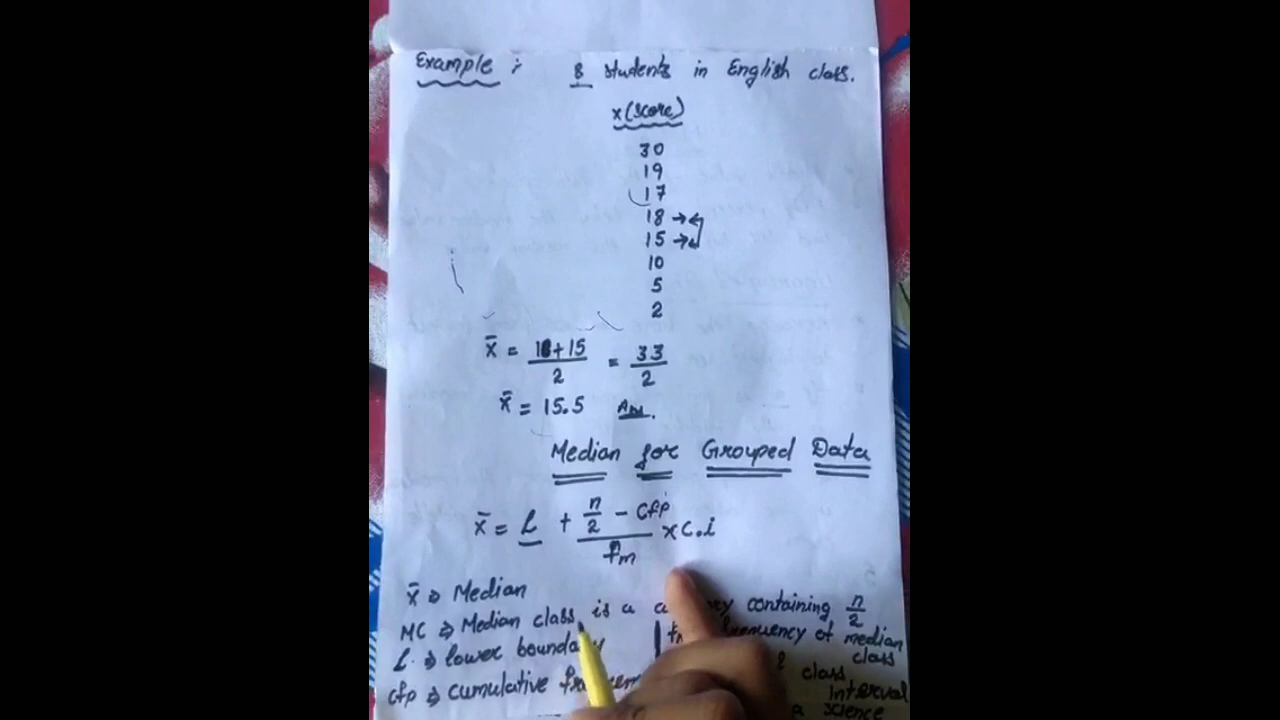 Example : 8 students in English class.
x (score)
30
19
17
18 →
15 →
10
5
2
x̄ = 18+15 / 2 = 33 / 2
x̄ = 15.5 Ans.
Median for Grouped Data
x̄ = L + n/2 - cfp / fm × c.i
x̄ ⇒ Median
MC ⇒ Median class is a containing n/2
L ⇒ lower boundary
of median class
cfp ⇒ cumulative
class interval
a science